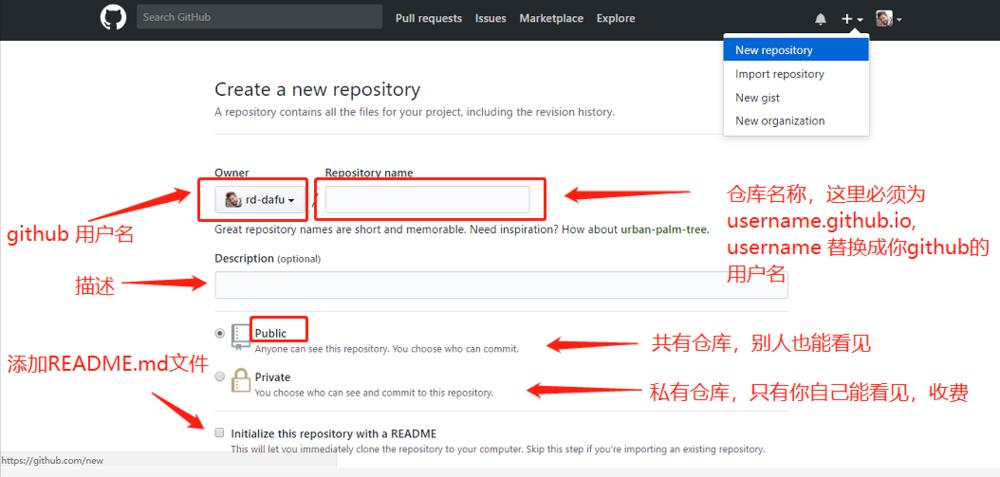 Search GitHub
Pull requests Issues Marketplace Explore
New repository
Import repository
New gist
New organization
Create a new repository
A repository contains all the files for your project, including the revision history.
Owner
Repository name
rd-dafu
/
github 用户名
仓库名称，这里必须为
username.github.io,
username 替换成你github的
用户名
Great repository names are short and memorable. Need inspiration? How about urban-palm-tree.
Description (optional)
描述
Public
Anyone can see this repository. You choose who can commit.
共有仓库，别人也能看见
添加README.md文件
Private
You choose who can see and commit to this repository.
私有仓库，只有你自己能看见，收费
Initialize this repository with a README
This will let you immediately clone the repository to your computer. Skip this step if you're importing an existing repository.
https://github.com/new